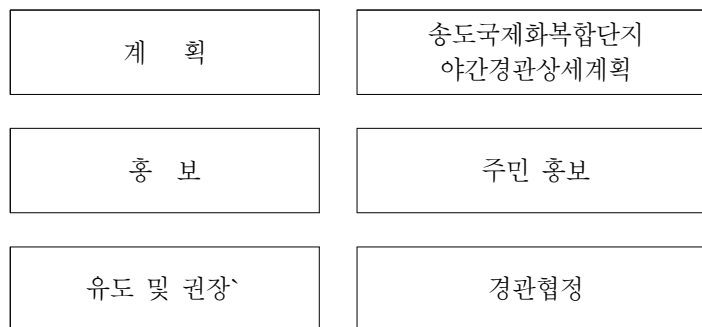 계 획
송도국제화복합단지
야간경관상세계획
홍 보
주민 홍보
유도 및 권장`
경관협정